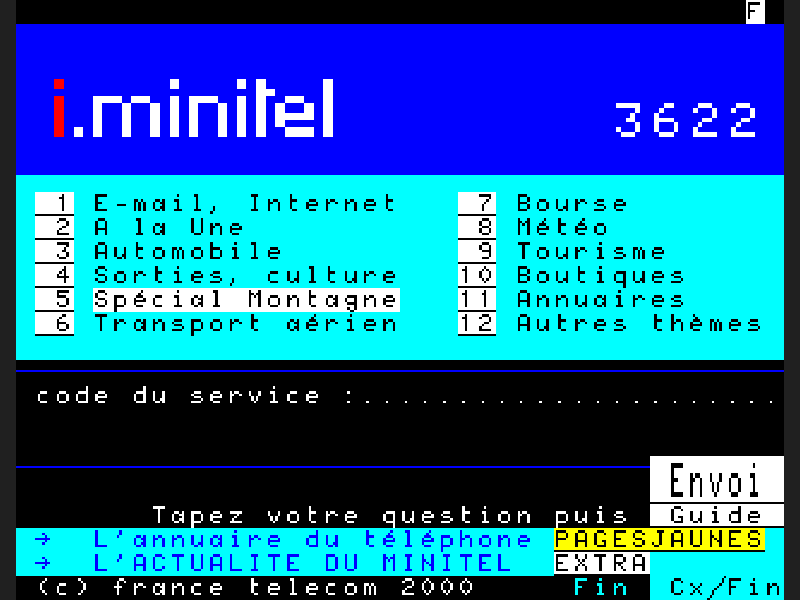 F
i.minitel
3622
1 E-mail, Internet
2 A la Une
3 Automobile
4 Sorties, culture
5 Spécial Montagne
6 Transport aérien
7 Bourse
8 Météo
9 Tourisme
10 Boutiques
11 Annuaires
12 Autres thèmes
code du service :......................
Envoi
Tapez votre question puis Guide
→ L'annuaire du téléphone PAGESJAUNES
→ L'ACTUALITE DU MINITEL EXTRA
(c) france telecom 2000 Fin Cx/Fin